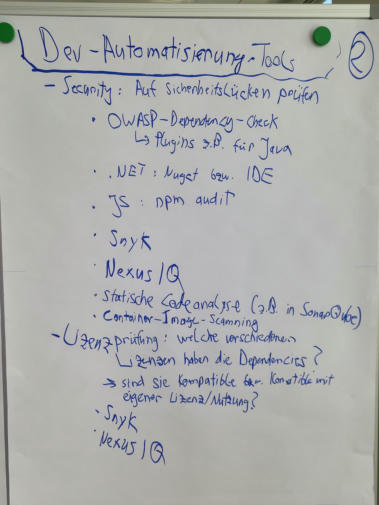 Dev-Automatisierung-Tools
2
- Security: Auf Sicherheitslücken prüfen
• OWASP-Dependency-Check
↳ Plugins z.B. für Java
• .NET: Nuget bzw. IDE
• JS: npm audit
• Snyk
• Nexus IQ
• Statische Codeanalyse (z.B. in SonarQube)
• Container-Image-Scanning
- Lizenzprüfung: welche verschiedenen
Lizenzen haben die Dependencies?
→ sind sie kompatible bzw. mit
eigener Lizenz/Nutzung?
• Snyk
• Nexus IQ